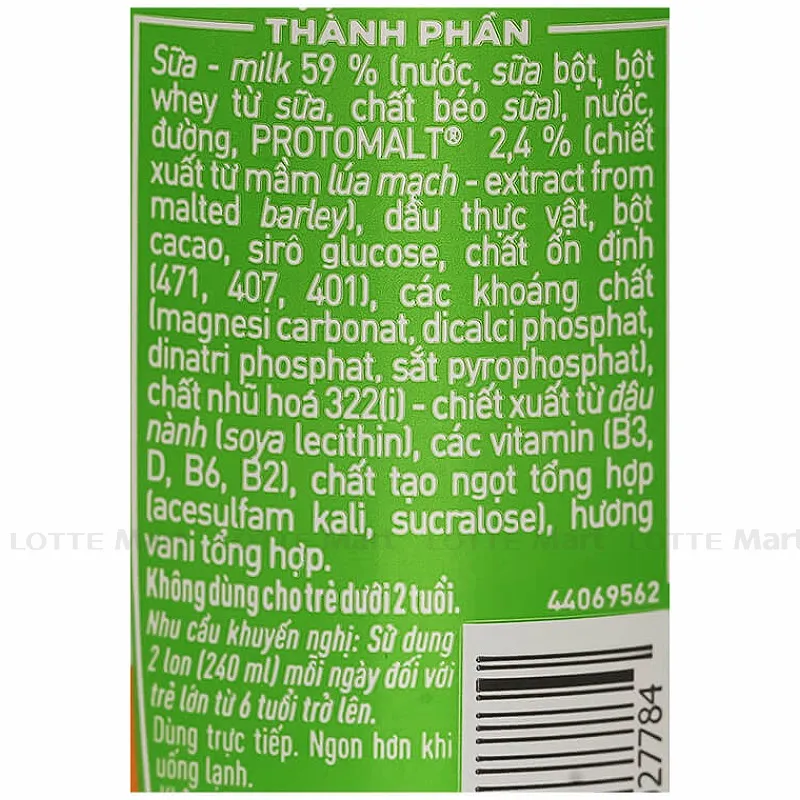 THÀNH PHẦN
Sữa - milk 59 % (nước, sữa bột, bột
whey từ sữa, chất béo sữa), nước,
đường, PROTOMALT® 2,4 % (chiết
xuất từ mầm lúa mạch - extract from
malted barley), dầu thực vật, bột
cacao, sirô glucose, chất ổn định
(471, 407, 401), các khoáng chất
(magnesi carbonat, dicalci phosphat,
dinatri phosphat, sắt pyrophosphat),
chất nhũ hoá 322(i) - chiết xuất từ đậu
nành (soya lecithin), các vitamin (B3,
D, B6, B2), chất tạo ngọt tổng hợp
(acesulfam kali, sucralose), hương
LOTTE Mart LOTTE Mart LOTTE Mart LOTTE Mart
vani tổng hợp.
Không dùng cho trẻ dưới 2 tuổi.
44069562
Nhu cầu khuyến nghị: Sử dụng
2 lon (240 ml) mỗi ngày đối với
trẻ lớn từ 6 tuổi trở lên.
Dùng trực tiếp. Ngon hơn khi
uống lạnh.
027784